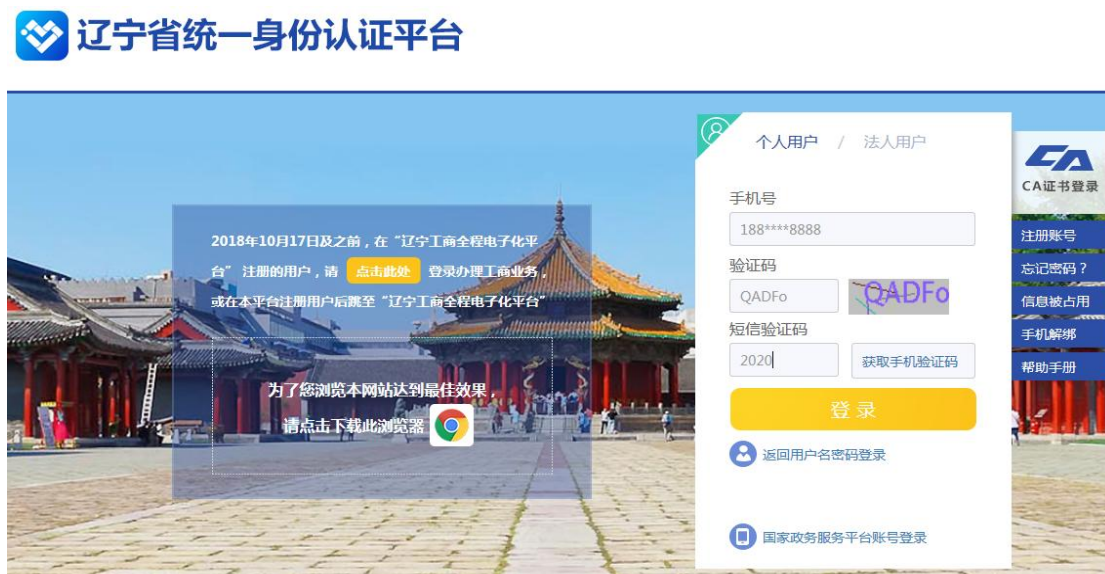 辽宁省统一身份认证平台
2018年10月17日及之前，在“辽宁工商全程电子化平
台” 注册的用户，请 点击此处 登录办理工商业务，
或在本平台注册用户后跳至“辽宁工商全程电子化平台”
为了您浏览本网站达到最佳效果，
请点击下载此浏览器
个人用户 / 法人用户
手机号
188****8888
验证码
QADFo QADFo
短信验证码
2020 获取手机验证码
登录
返回用户名密码登录
国家政务服务平台账号登录
CA
CA证书登录
注册账号
忘记密码？
信息被占用
手机解绑
帮助手册